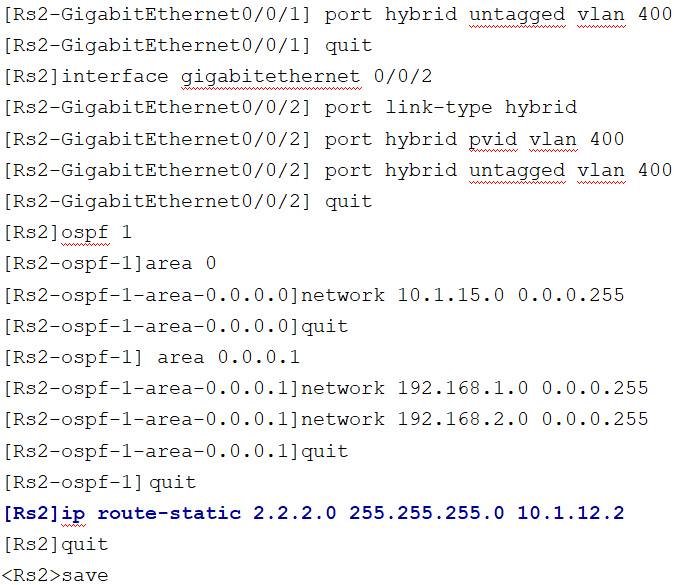 [Rs2-GigabitEthernet0/0/1] port hybrid untagged vlan 400
[Rs2-GigabitEthernet0/0/1] quit
[Rs2]interface gigabitethernet 0/0/2
[Rs2-GigabitEthernet0/0/2] port link-type hybrid
[Rs2-GigabitEthernet0/0/2] port hybrid pvid vlan 400
[Rs2-GigabitEthernet0/0/2] port hybrid untagged vlan 400
[Rs2-GigabitEthernet0/0/2] quit
[Rs2]ospf 1
[Rs2-ospf-1]area 0
[Rs2-ospf-1-area-0.0.0.0]network 10.1.15.0 0.0.0.255
[Rs2-ospf-1-area-0.0.0.0]quit
[Rs2-ospf-1] area 0.0.0.1
[Rs2-ospf-1-area-0.0.0.1]network 192.168.1.0 0.0.0.255
[Rs2-ospf-1-area-0.0.0.1]network 192.168.2.0 0.0.0.255
[Rs2-ospf-1-area-0.0.0.1]quit
[Rs2-ospf-1] quit
[Rs2]ip route-static 2.2.2.0 255.255.255.0 10.1.12.2
[Rs2]quit
<Rs2>save